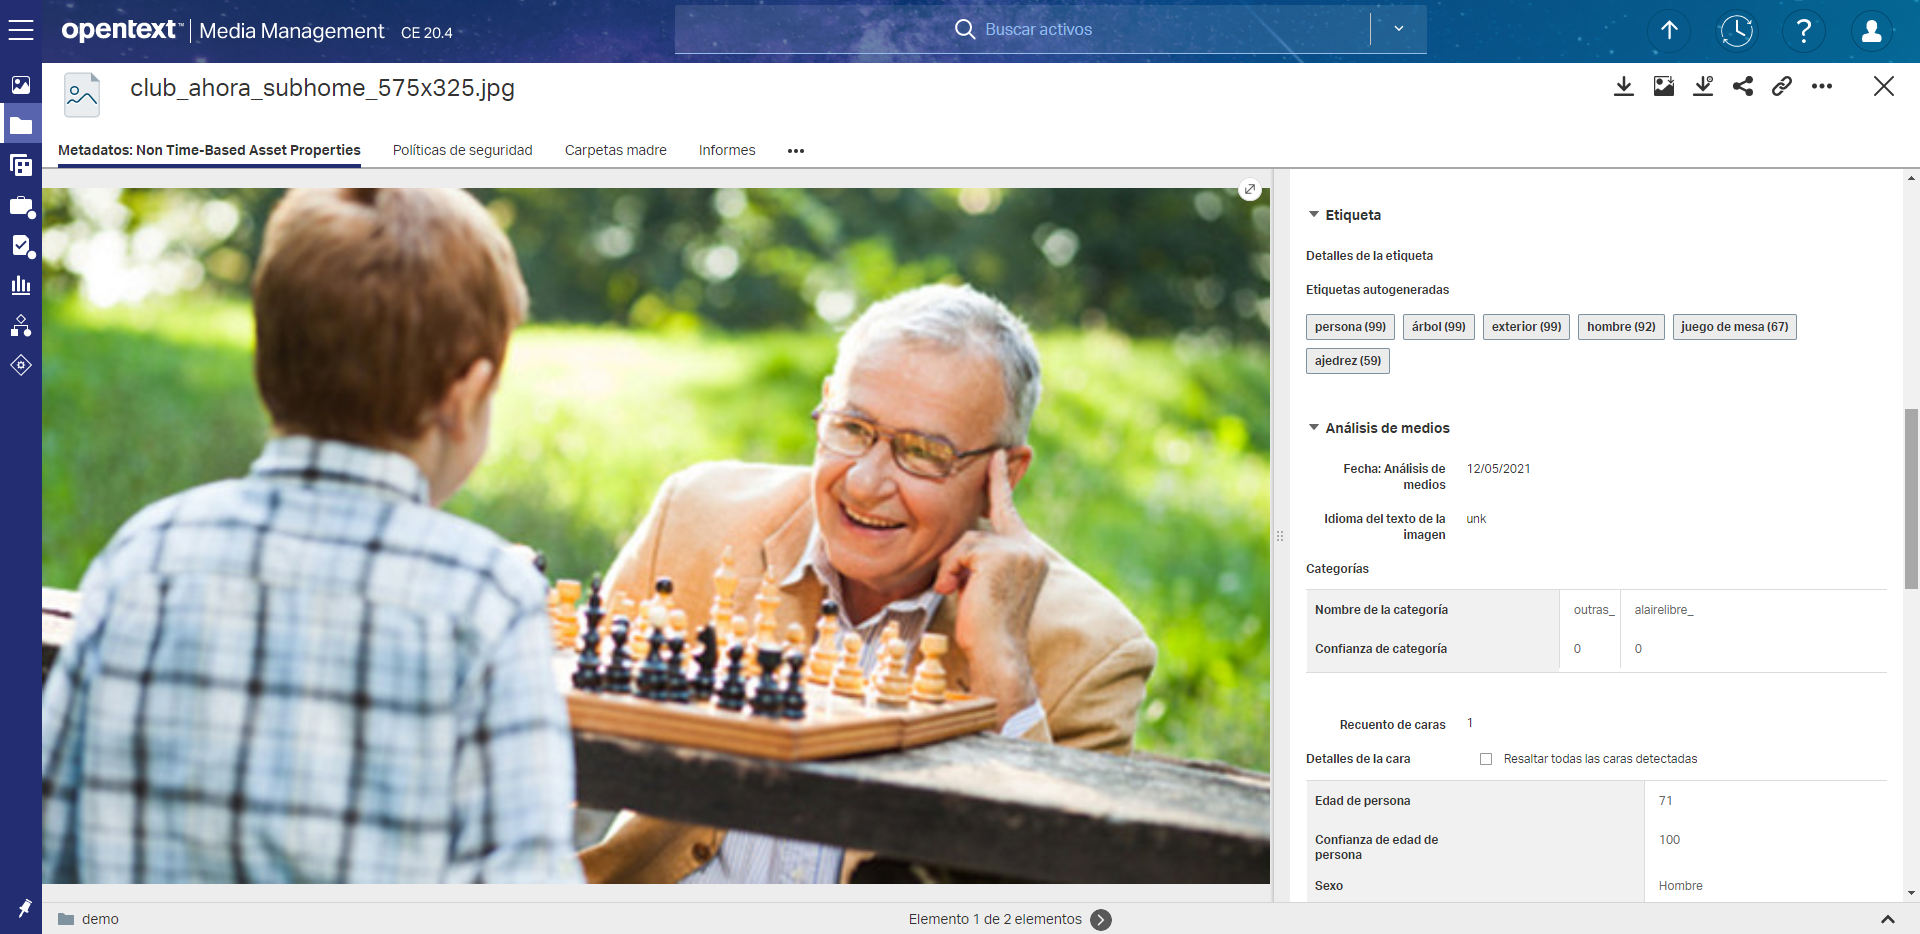 opentext™ | Media Management CE 20.4
Buscar activos
club_ahora_subhome_575x325.jpg
Metadatos: Non Time-Based Asset Properties
Políticas de seguridad
Carpetas madre
Informes
Etiqueta
Detalles de la etiqueta
Etiquetas autogeneradas
persona (99)
árbol (99)
exterior (99)
hombre (92)
juego de mesa (67)
ajedrez (59)
Análisis de medios
Fecha: Análisis de
medios
12/05/2021
Idioma del texto de la
imagen
unk
Categorías
Nombre de la categoría
outras_
alairelibre_
Confianza de categoría
0
0
Recuento de caras
1
Detalles de la cara
Resaltar todas las caras detectadas
Edad de persona
71
Confianza de edad de
persona
100
Sexo
Hombre
demo
Elemento 1 de 2 elementos